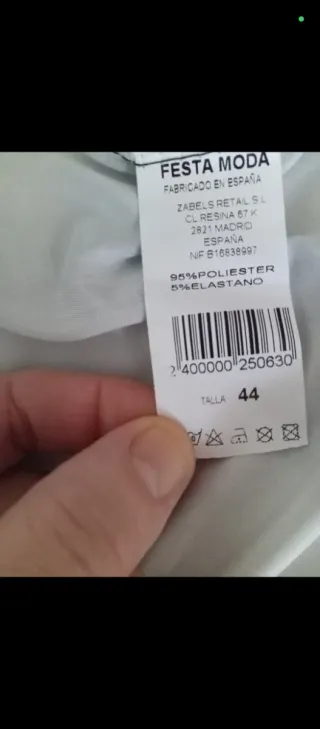 FESTA MODA
FABRICADO EN ESPAÑA
ZABELS RETAIL S.L
CL RESINA 67 K
2821 MADRID
ESPAÑA
NIF B16838997
95%POLIESTER
5%ELASTANO
2 400000 250630
TALLA 44